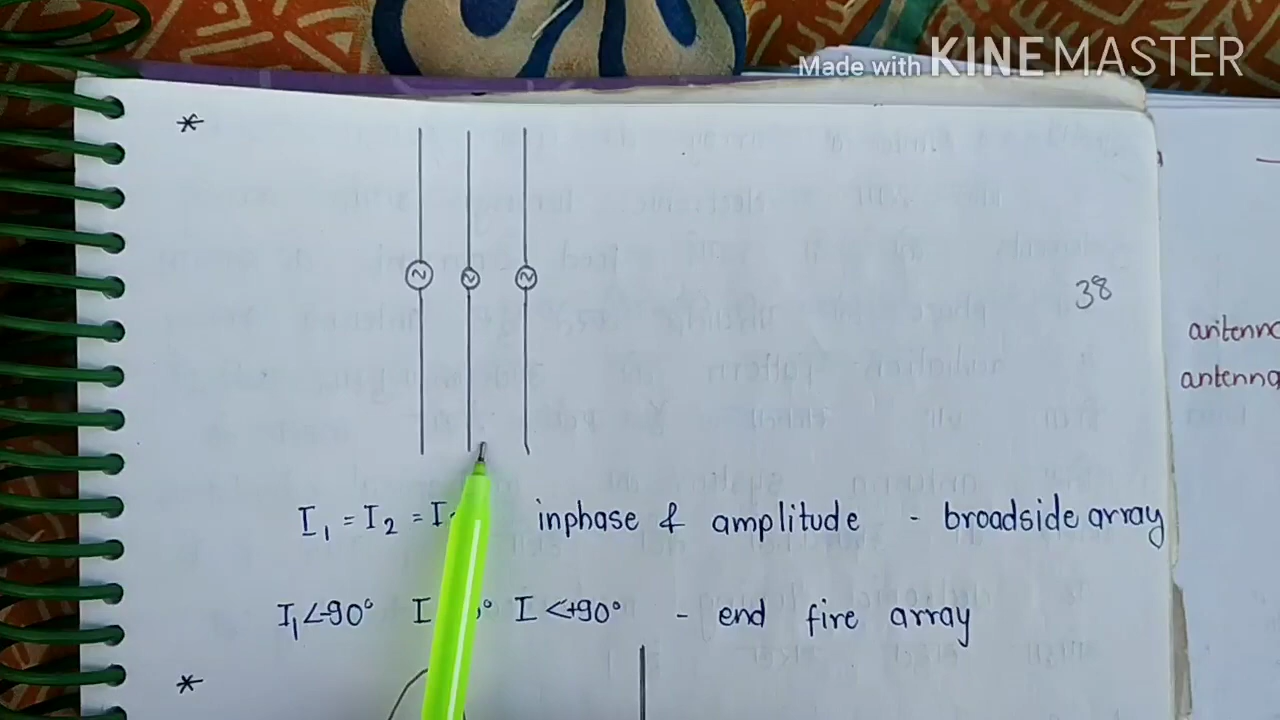 Made with KINEMASTER
*
38
antenna
antenna
I₁ = I₂ = I inphase & amplitude - broadside array
I₁ <-90° I ° I <+90° - end fire array
*